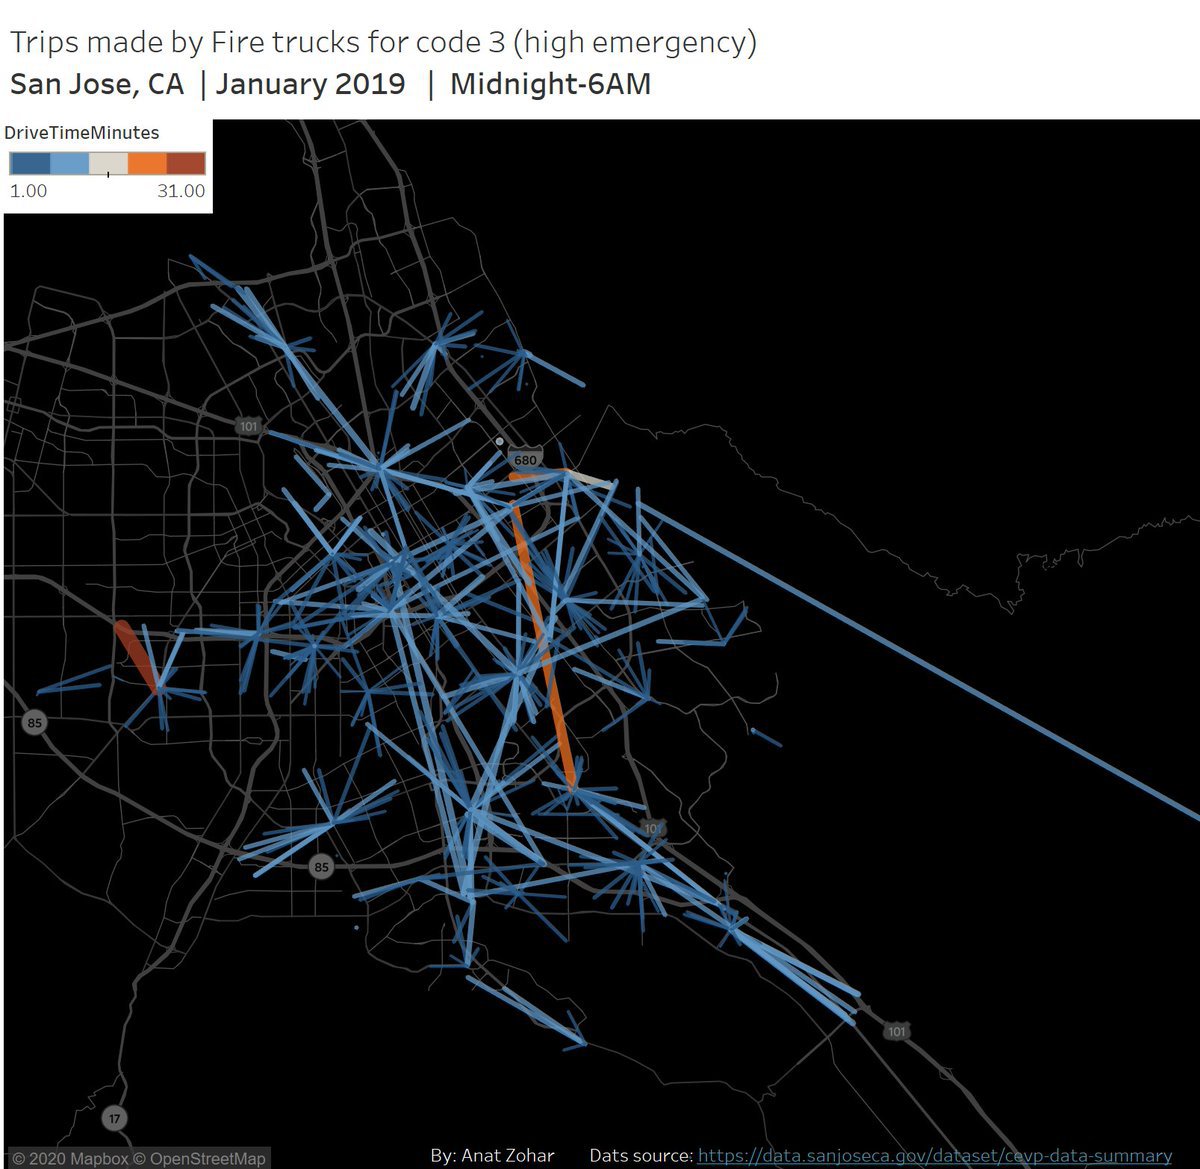 Trips made by Fire trucks for code 3 (high emergency)
San Jose, CA | January 2019 | Midnight-6AM
DriveTimeMinutes
1.00 31.00
101
680
85
101
85
101
17
© 2020 Mapbox © OpenStreetMap
By: Anat Zohar Dats source: https://data.sanjoseca.gov/dataset/cevp-data-summary